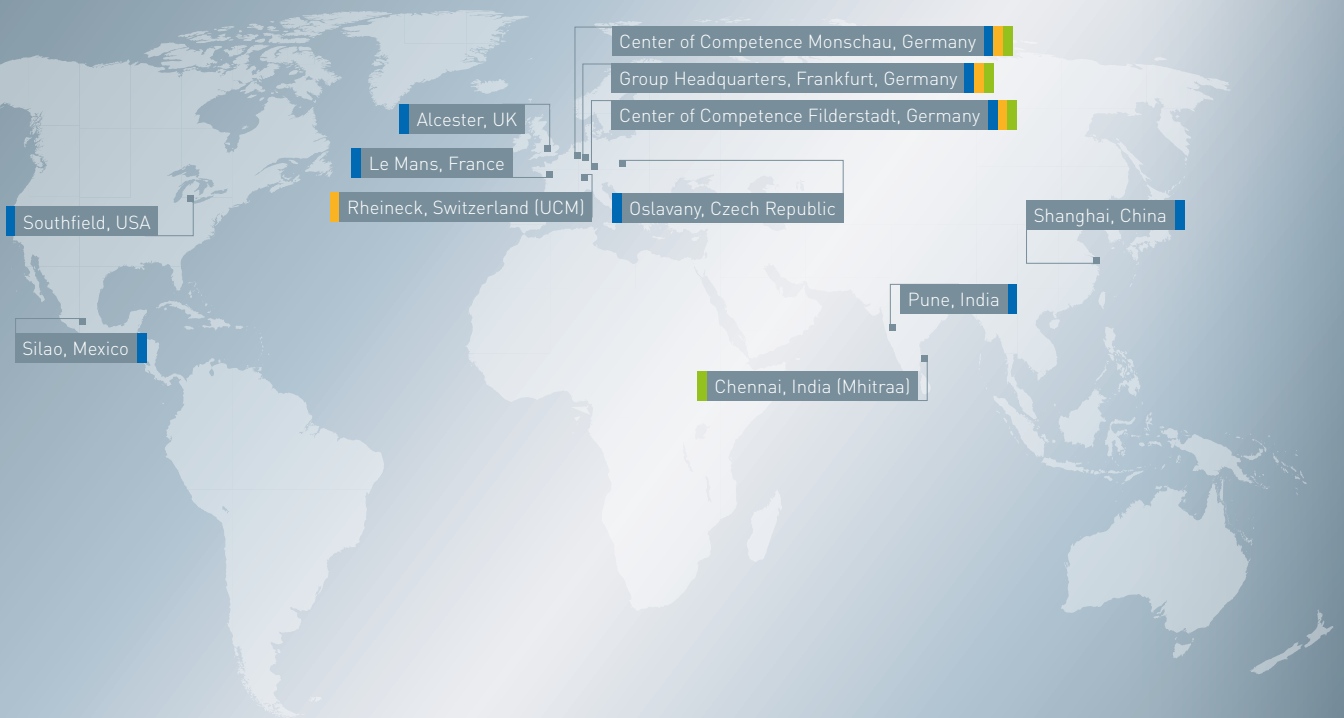 Center of Competence Monschau, Germany
Group Headquarters, Frankfurt, Germany
Center of Competence Filderstadt, Germany
Alcester, UK
Le Mans, France
Rheineck, Switzerland (UCM)
Oslavany, Czech Republic
Southfield, USA
Shanghai, China
Pune, India
Silao, Mexico
Chennai, India (Mhitraa)